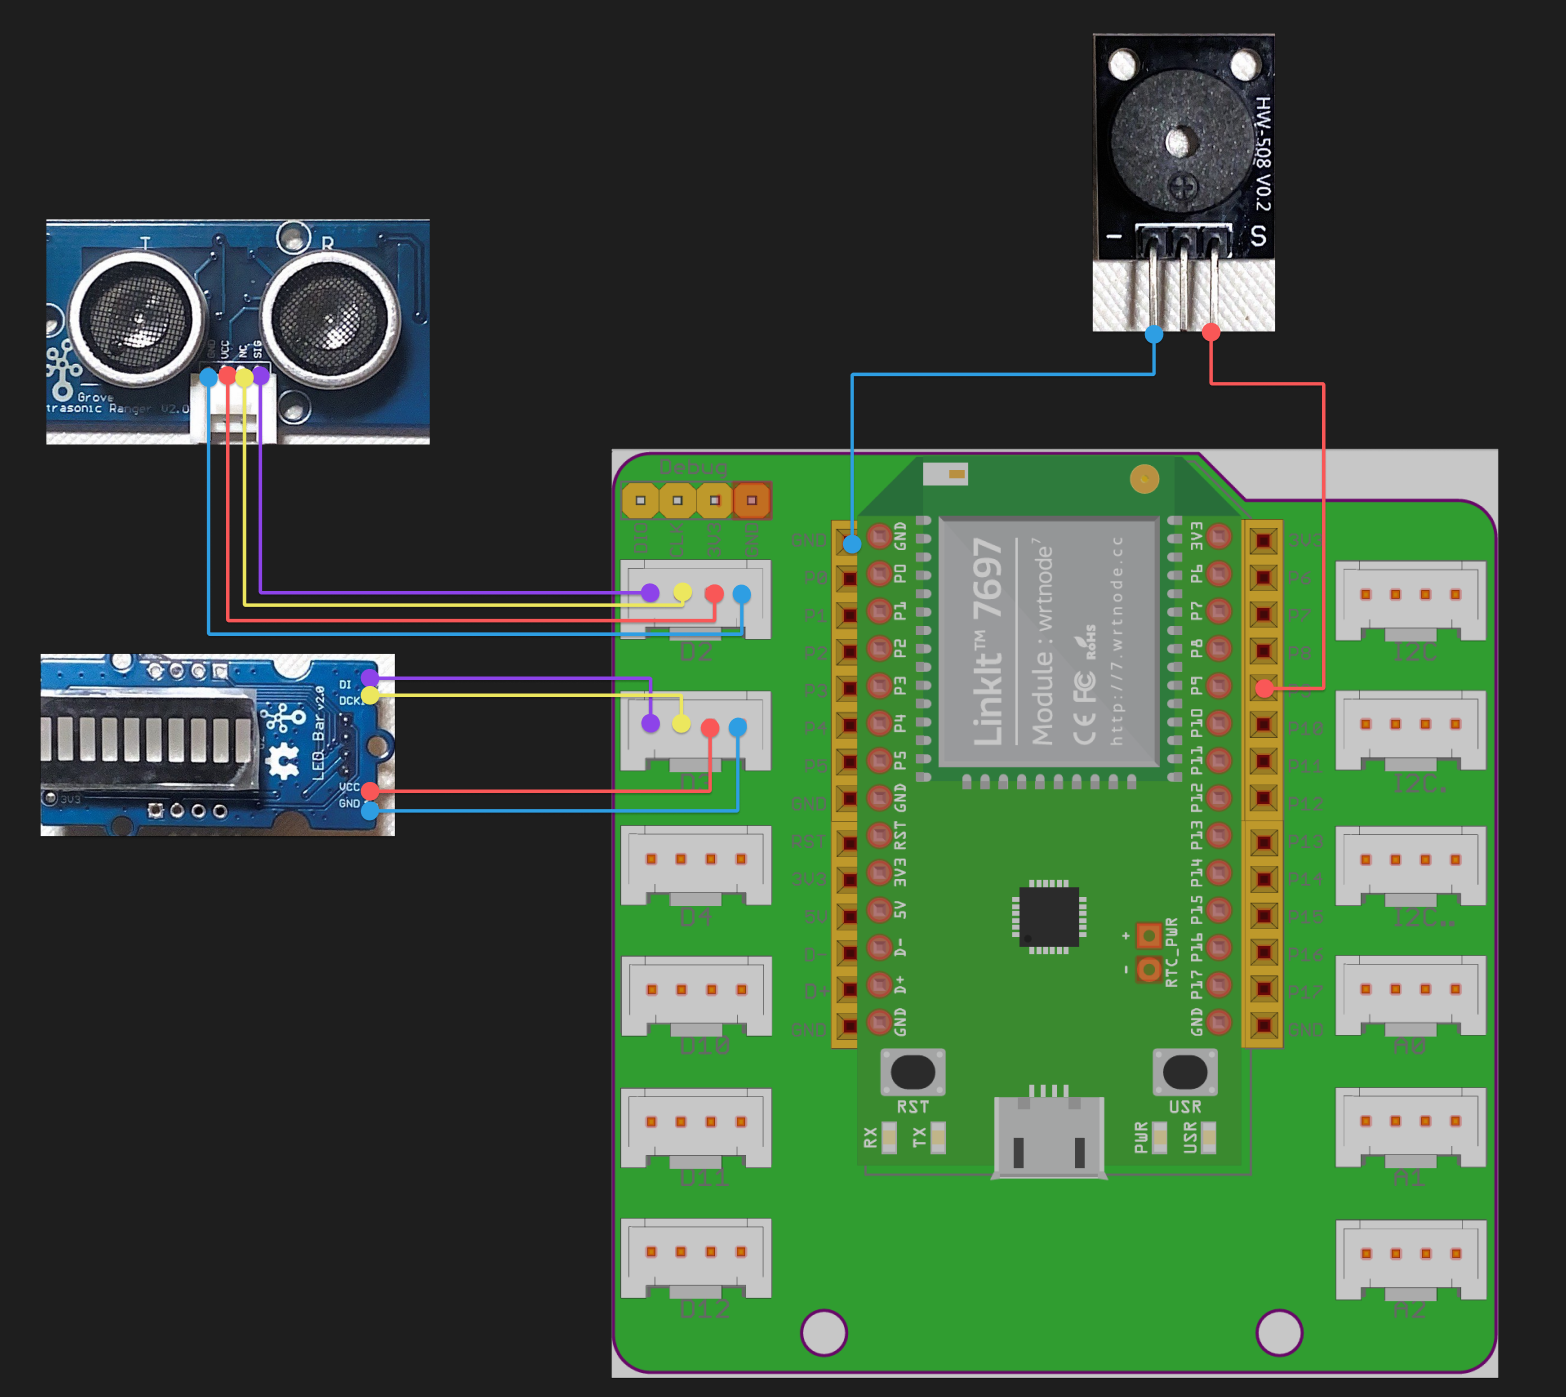 HW-508 V0.2
-
S
T
R
GND
VCC
NC
SIG
Grove
trasonic Ranger V2.0
DI
DCKI
LED Bar v2.0
VCC
GND
3V3
Debug
DIO
CLK
3V3
GND
D2
D4
D10
D11
D12
GND
P0
P1
P2
P3
P4
P5
GND
RST
3V3
5V
D-
D+
GND
GND
P0
P1
P2
P3
P4
P5
GND
RST
3V3
5V
D-
D+
GND
LinkIt™ 7697
Module : wrtnode⁷
CE FC RoHS
http://7.wrtnode.cc
+
-
RTC_PWR
3V3
P6
P7
P8
P9
P10
P11
P12
P13
P14
P15
P16
P17
GND
3V3
P6
P7
P8
P10
P11
P12
P13
P14
P15
P16
P17
GND
I2C
I2C.
I2C..
A0
A1
A2
RST
USR
RX
TX
PWR
USR